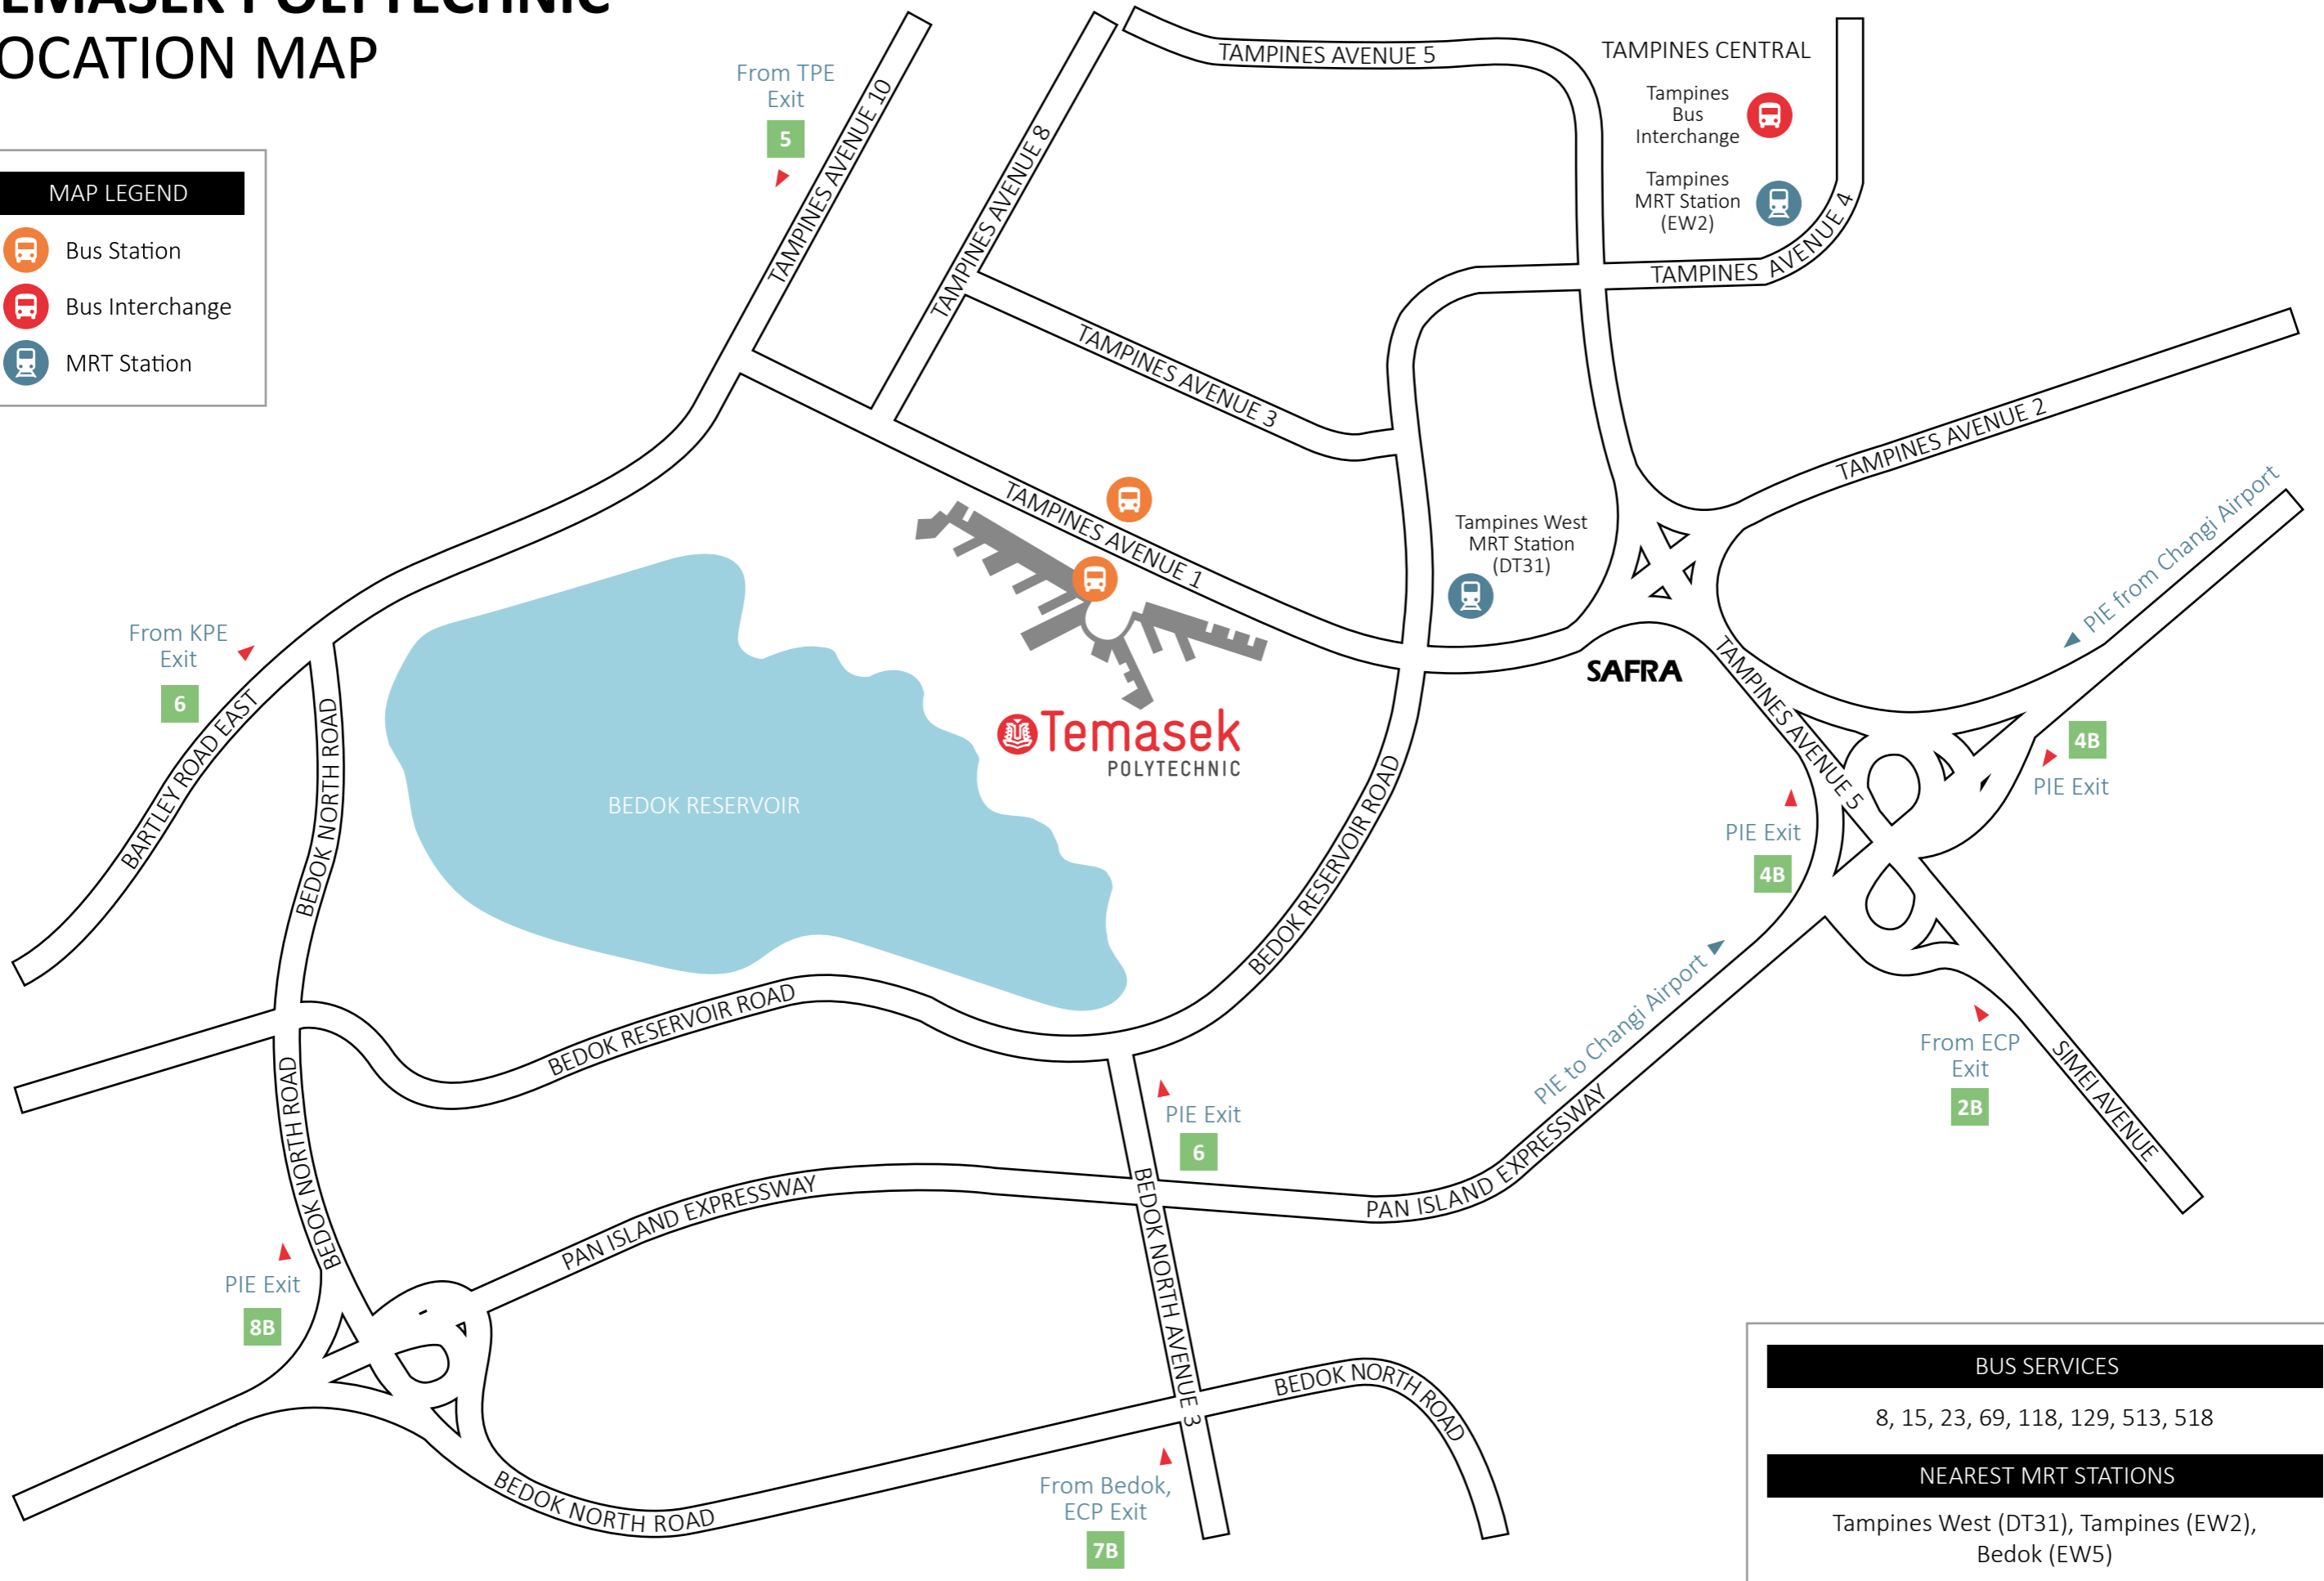 EMASEK POLYTECHNIC
OCATION MAP
MAP LEGEND
Bus Station
Bus Interchange
MRT Station
From TPE
Exit
5
TAMPINES AVENUE 10
TAMPINES AVENUE 8
TAMPINES AVENUE 5
TAMPINES CENTRAL
Tampines
Bus
Interchange
Tampines
MRT Station
(EW2)
TAMPINES AVENUE 4
TAMPINES AVENUE 3
TAMPINES AVENUE 2
TAMPINES AVENUE 1
Tampines West
MRT Station
(DT31)
PIE from Changi Airport
From KPE
Exit
6
BARTLEY ROAD EAST
BEDOK NORTH ROAD
BEDOK RESERVOIR
Temasek
POLYTECHNIC
SAFRA
TAMPINES AVENUE 5
4B
PIE Exit
PIE Exit
4B
BEDOK RESERVOIR ROAD
BEDOK RESERVOIR ROAD
PIE to Changi Airport
From ECP
Exit
2B
SIMEI AVENUE
BEDOK NORTH ROAD
PIE Exit
6
PAN ISLAND EXPRESSWAY
PAN ISLAND EXPRESSWAY
BEDOK NORTH AVENUE 3
PIE Exit
8B
BEDOK NORTH ROAD
BEDOK NORTH ROAD
From Bedok,
ECP Exit
7B
BUS SERVICES
8, 15, 23, 69, 118, 129, 513, 518
NEAREST MRT STATIONS
Tampines West (DT31), Tampines (EW2),
Bedok (EW5)